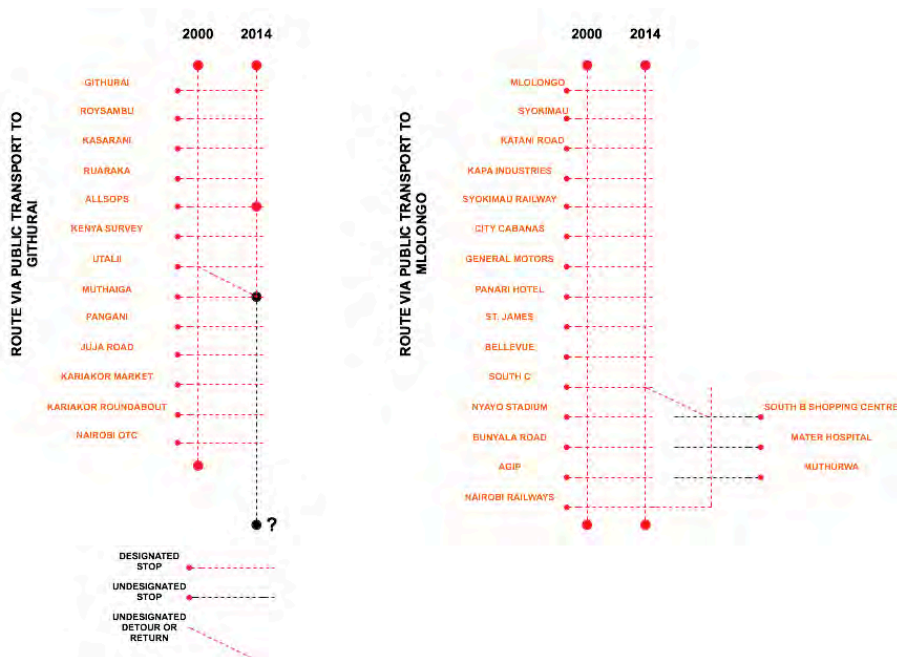 2000 2014
ROUTE VIA PUBLIC TRANSPORT TO
GITHURAI
GITHURAI
ROYSAMBU
KASARANI
RUARAKA
ALLSOPS
KENYA SURVEY
UTALII
MUTHAIGA
PANGANI
JUJA ROAD
KARIAKOR MARKET
KARIAKOR ROUNDABOUT
NAIROBI OTC
?
DESIGNATED
STOP
UNDESIGNATED
STOP
UNDESIGNATED
DETOUR OR
RETURN
2000 2014
ROUTE VIA PUBLIC TRANSPORT TO
MLOLONGO
MLOLONGO
SYOKIMAU
KATANI ROAD
KAPA INDUSTRIES
SYOKIMAU RAILWAY
CITY CABANAS
GENERAL MOTORS
PANARI HOTEL
ST. JAMES
BELLEVUE
SOUTH C
NYAYO STADIUM
BUNYALA ROAD
AGIP
NAIROBI RAILWAYS
SOUTH B SHOPPING CENTRE
MATER HOSPITAL
MUTHURWA